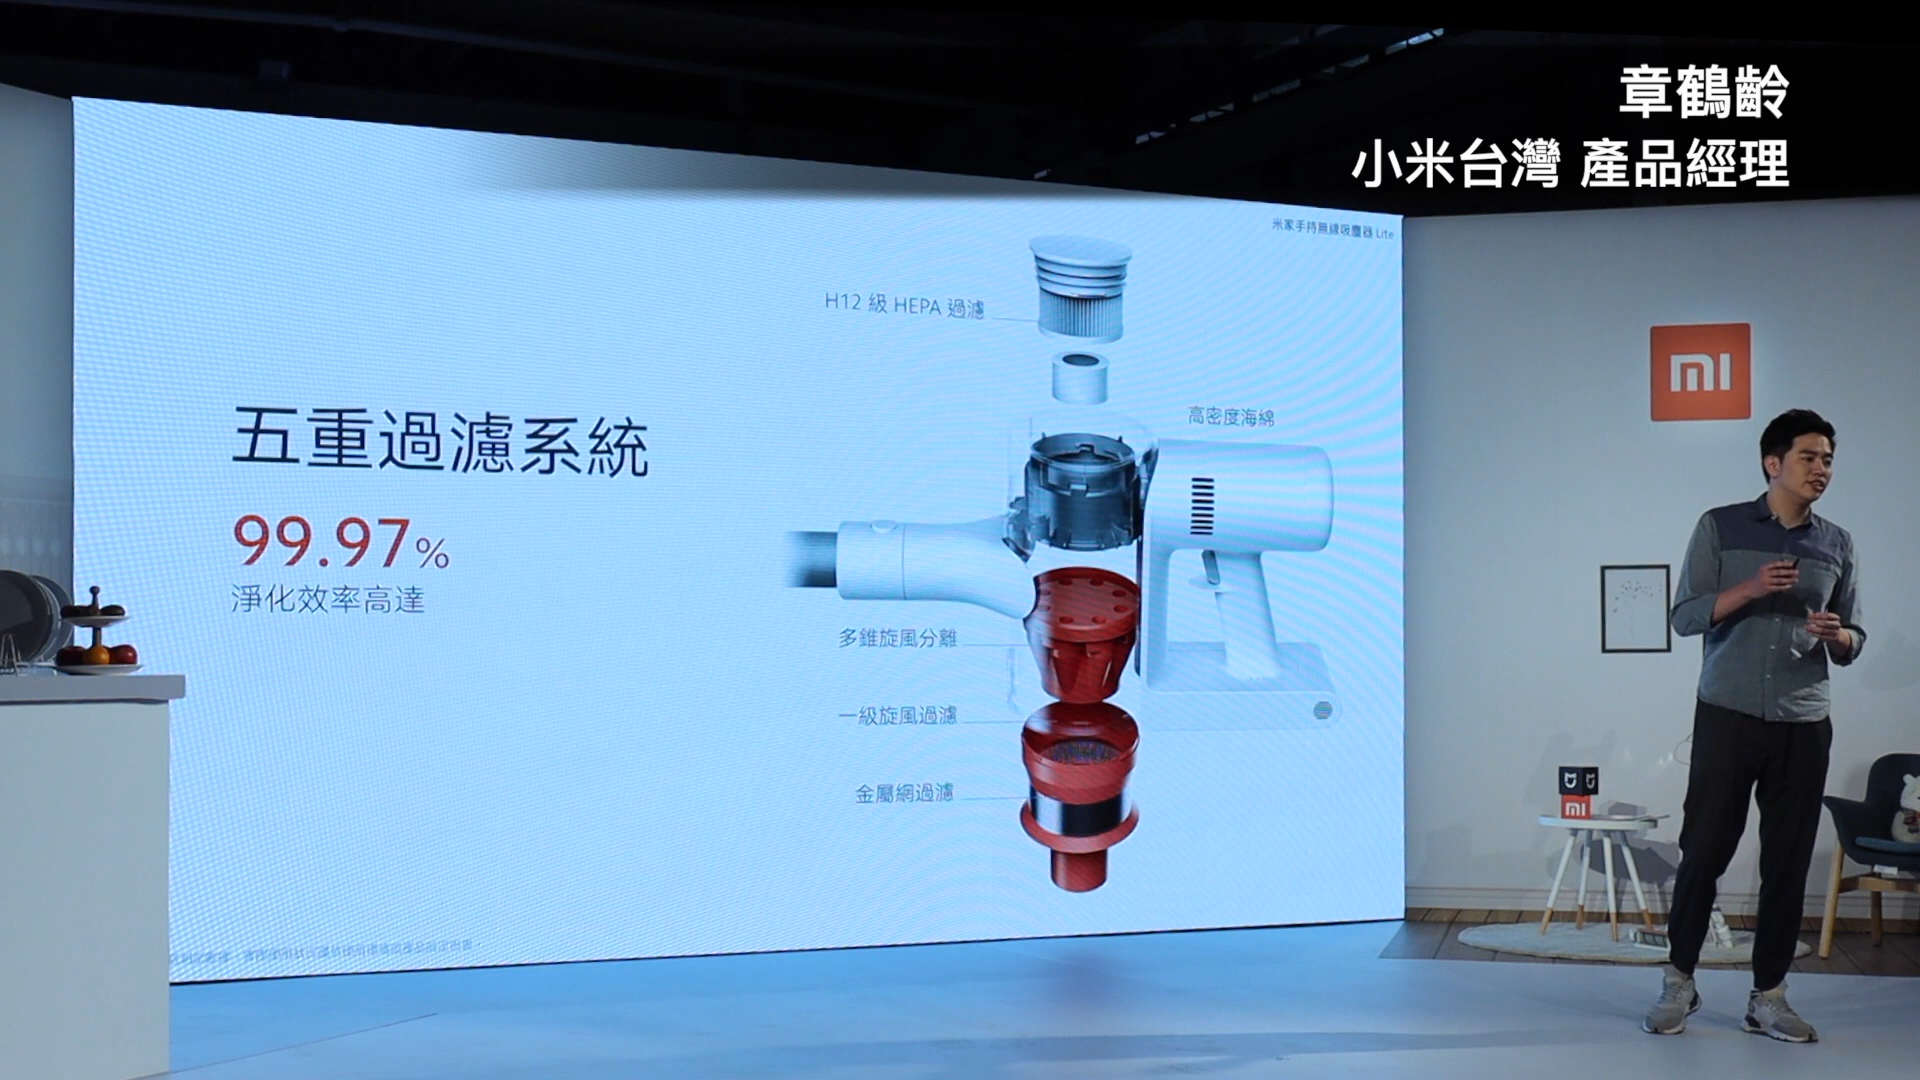 章鶴齡
小米台灣 產品經理
米家手持無線吸塵器 Lite
H12 級 HEPA 過濾
高密度海綿
五重過濾系統
99.97%
淨化效率高達
多錐旋風分離
一級旋風過濾
金屬網過濾
mi
mi